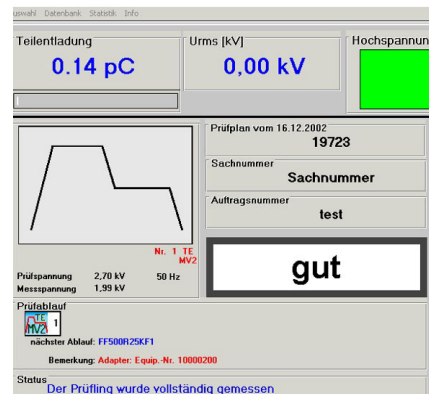 uswahl Datenbank Statistik Info
Teilentladung
0.14 pC
Urms [kV]
0,00 kV
Hochspannun
Prüfplan vom 16.12.2002
19723
Sachnummer
Sachnummer
Auftragsnummer
test
Nr. 1 TE
MV2
Prüfspannung 2,70 kV 50 Hz
Messspannung 1,99 kV
gut
Prüfablauf
TE
MV2 1
nächster Ablauf: FF500R25KF1
Bemerkung: Adapter: Equip.-Nr. 10000200
Status
Der Prüfling wurde vollständig gemessen